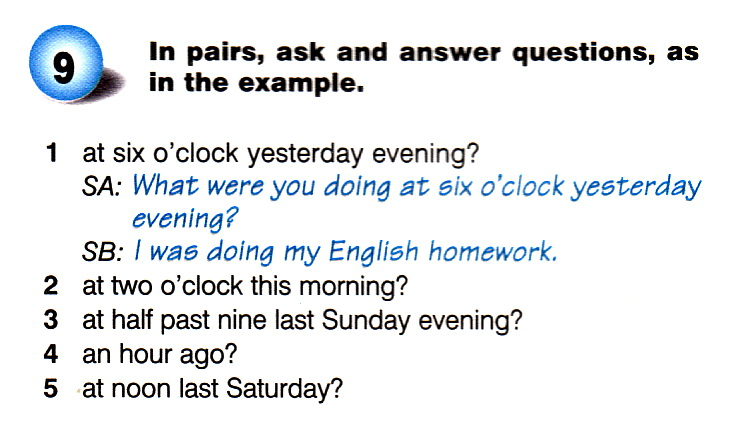 9
In pairs, ask and answer questions, as
in the example.
1 at six o'clock yesterday evening?
SA: What were you doing at six o'clock yesterday
evening?
SB: I was doing my English homework.
2 at two o'clock this morning?
3 at half past nine last Sunday evening?
4 an hour ago?
5 at noon last Saturday?